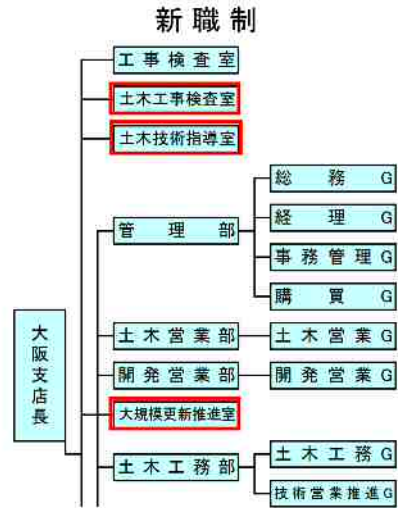 新職制
工事検査室
土木工事検査室
土木技術指導室
総務G
管理部
経理G
事務管理G
購買G
大阪支店長
土木営業部
土木営業G
開発営業部
開発営業G
大規模更新推進室
土木工務部
土木工務G
技術営業推進G